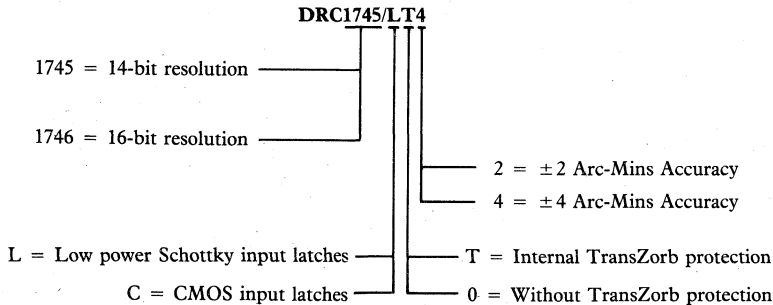 DRC1745/LT4
1745 = 14-bit resolution
1746 = 16-bit resolution
2 = ±2 Arc-Mins Accuracy
4 = ±4 Arc-Mins Accuracy
L = Low power Schottky input latches
T = Internal TransZorb protection
C = CMOS input latches
0 = Without TransZorb protection